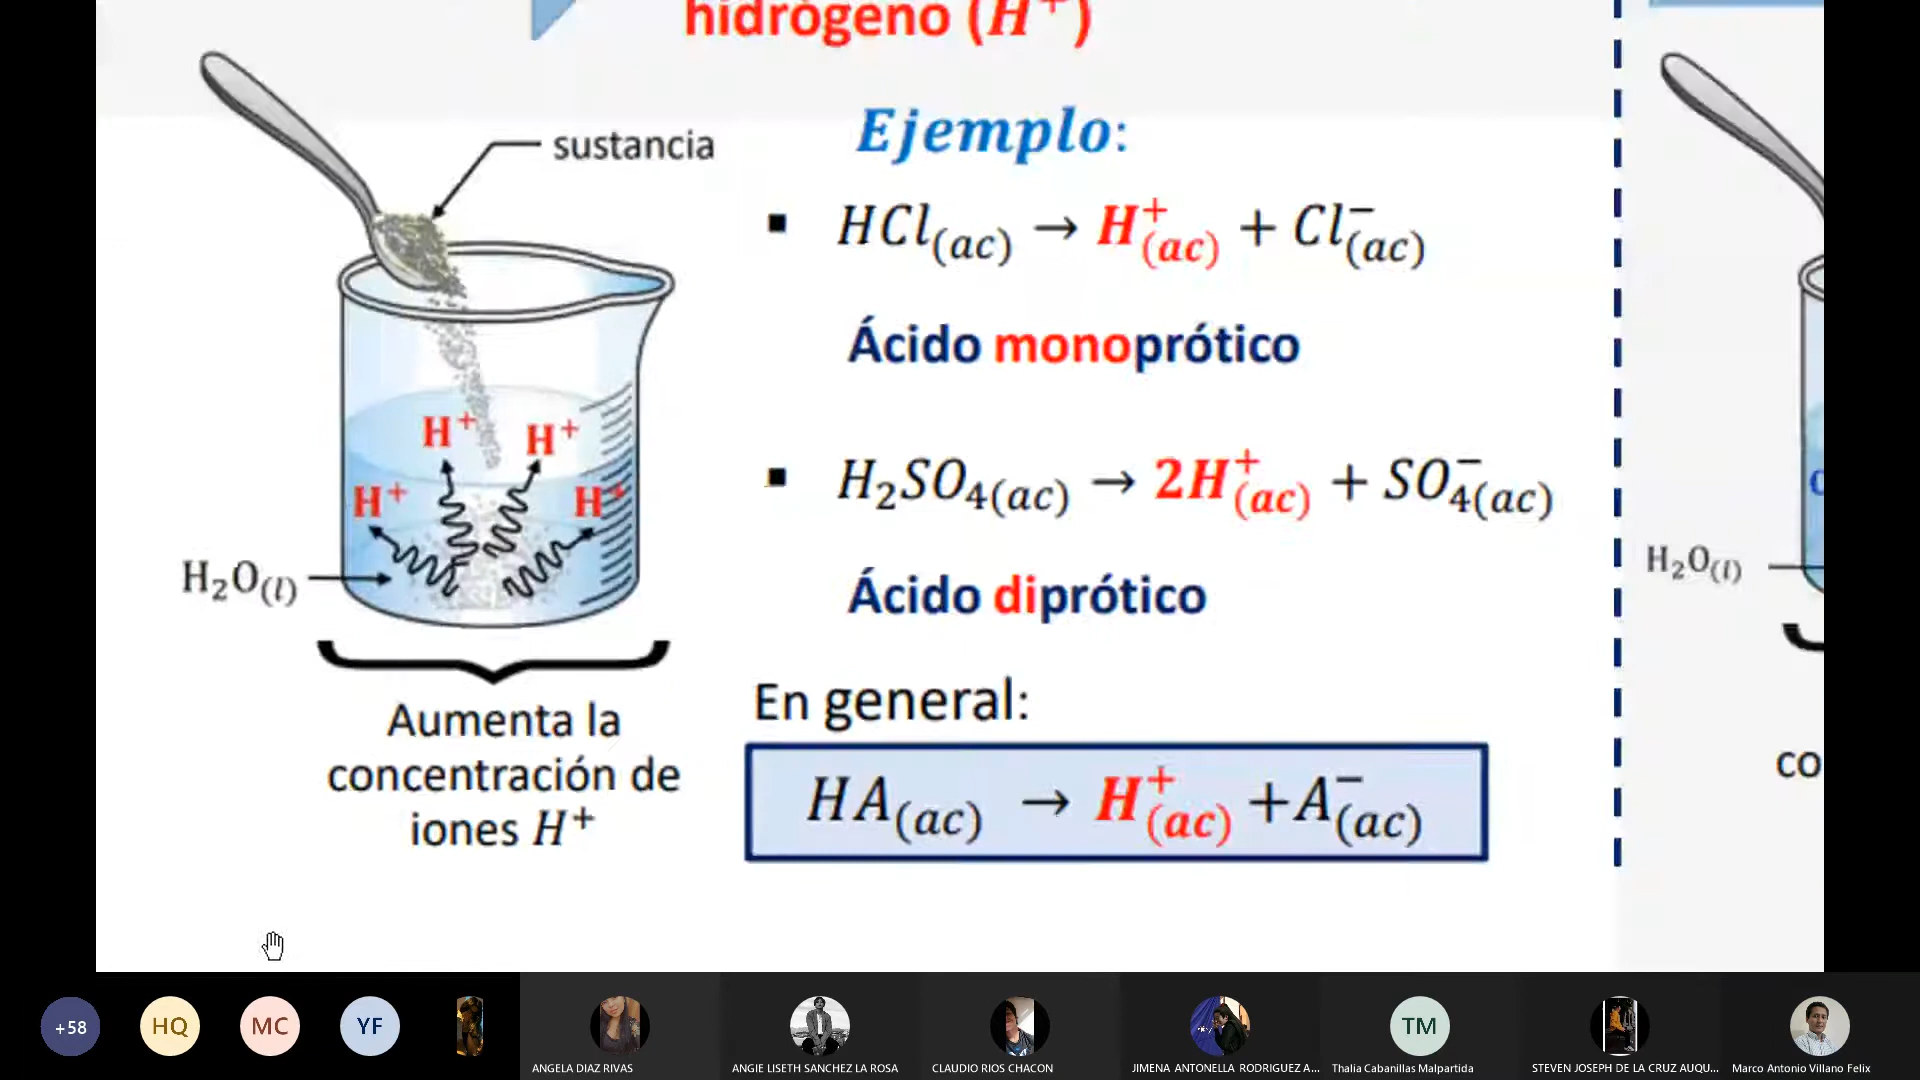 hidrógeno (H⁺)
Ejemplo:
sustancia
▪ HCl(ac) → H⁺(ac) + Cl⁻(ac)
Ácido monoprótico
H⁺ H⁺
H⁺ H⁺
▪ H₂SO₄(ac) → 2H⁺(ac) + SO₄⁻(ac)
H₂O(l)
Ácido diprótico
H₂O(l)
En general:
Aumenta la
concentración de
iones H⁺
HA(ac) → H⁺(ac) +A⁻(ac)
co
+58 HQ MC YF TM
ANGELA DIAZ RIVAS
ANGIE LISETH SANCHEZ LA ROSA
CLAUDIO RIOS CHACON
JIMENA ANTONELLA RODRIGUEZ A...
Thalia Cabanillas Malpartida
STEVEN JOSEPH DE LA CRUZ AUQU...
Marco Antonio Villano Felix